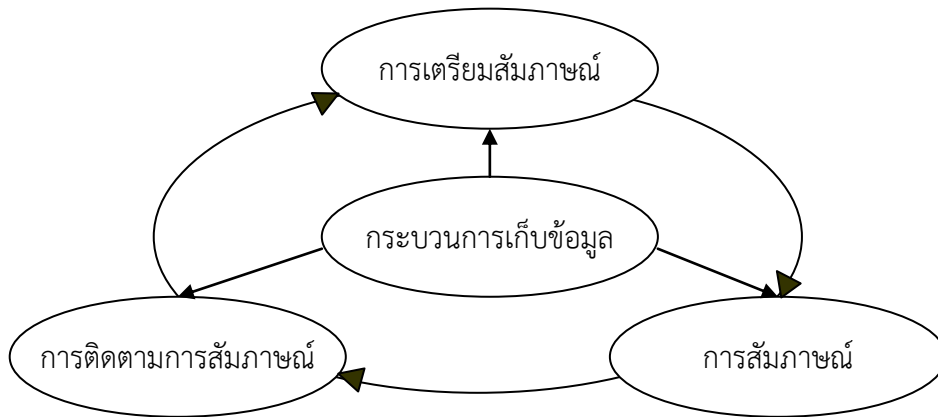 การเตรียมสัมภาษณ์
กระบวนการเก็บข้อมูล
การติดตามการสัมภาษณ์
การสัมภาษณ์